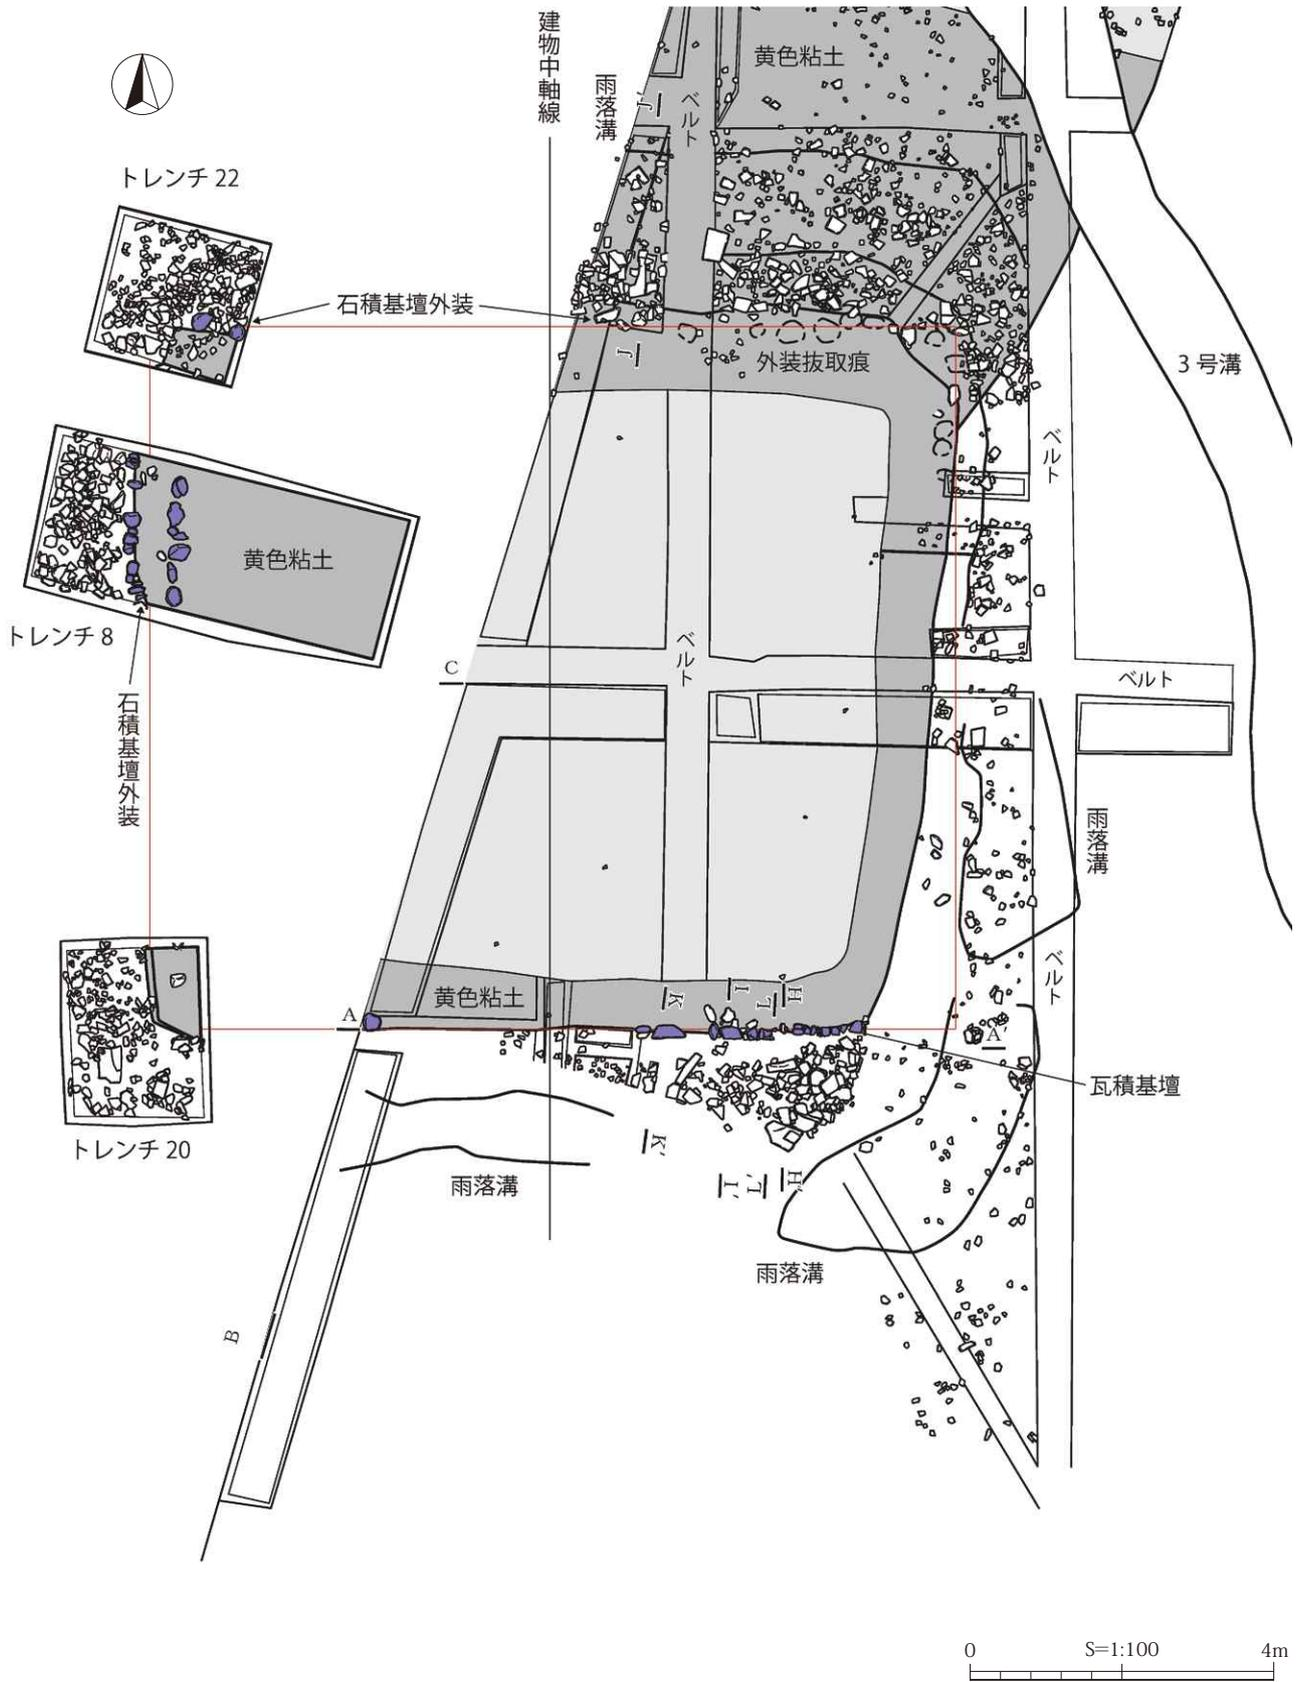 建物中軸線
雨落溝
黄色粘土
ベルト
J'
トレンチ 22
石積基壇外装
J
外装抜取痕
3 号溝
ベルト
黄色粘土
トレンチ 8
ベルト
C
ベルト
石積基壇外装
雨落溝
ベルト
黄色粘土
K
I
L
H
A
A'
瓦積基壇
トレンチ 20
雨落溝
K'
I'
L'
H'
雨落溝
B
0 S=1:100 4m